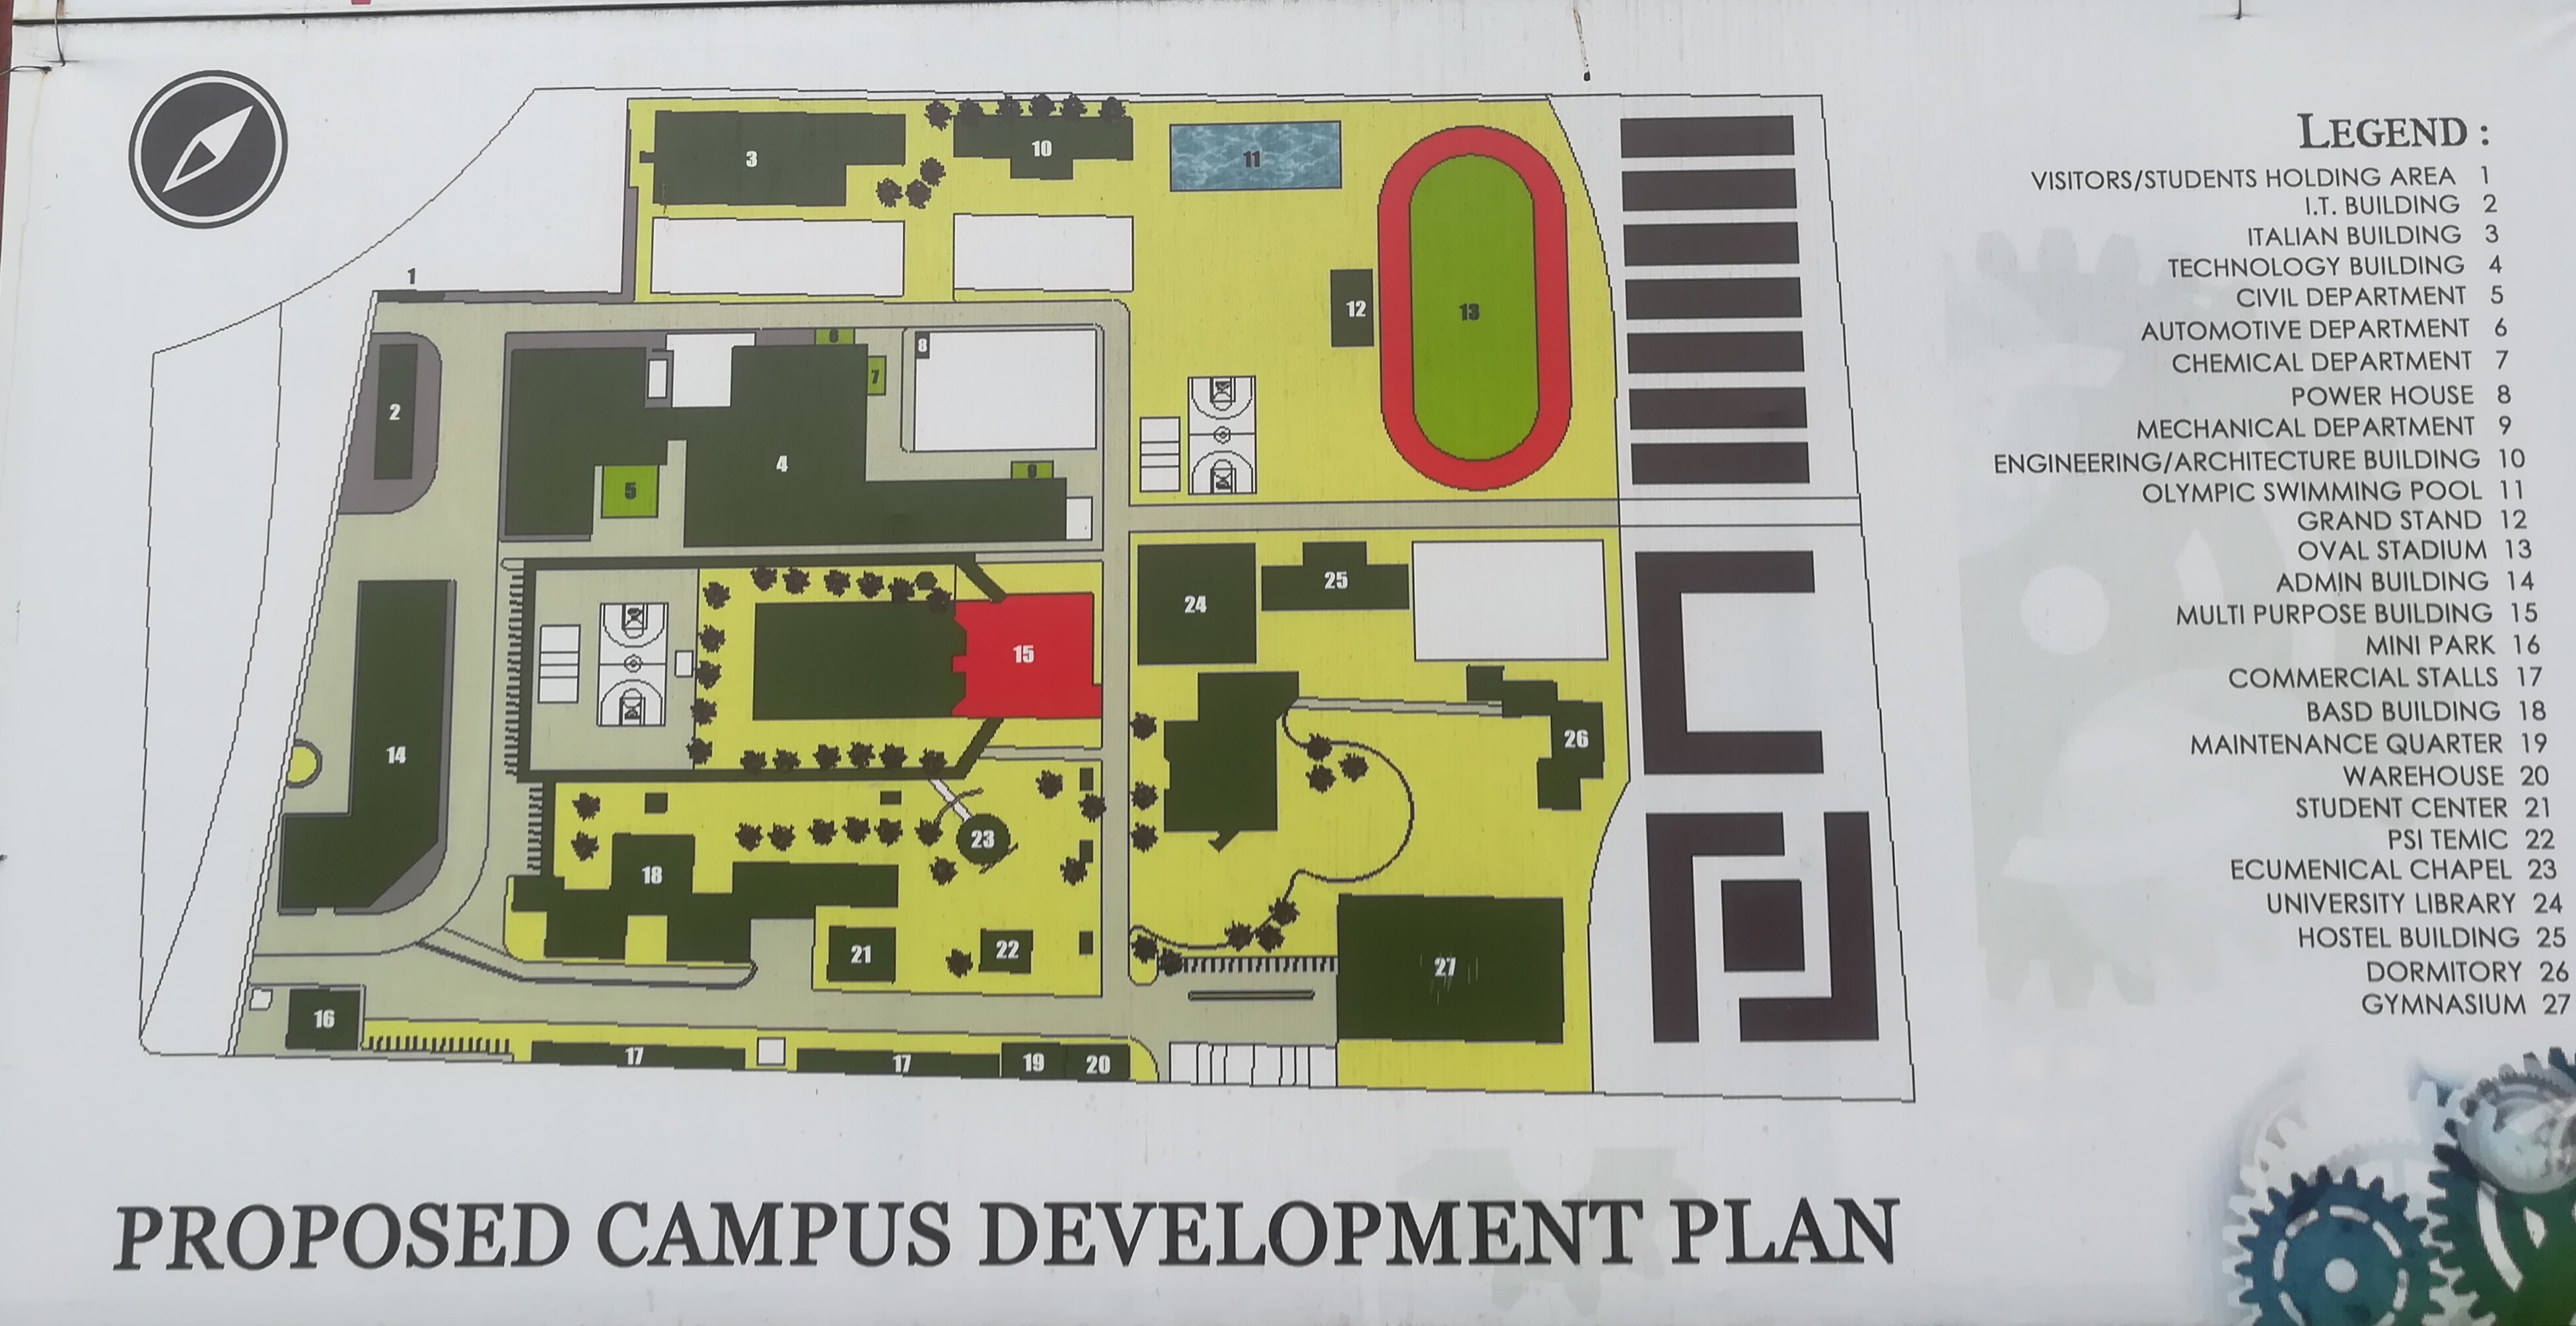 LEGEND :
VISITORS/STUDENTS HOLDING AREA 1
I.T. BUILDING 2
ITALIAN BUILDING 3
TECHNOLOGY BUILDING 4
CIVIL DEPARTMENT 5
AUTOMOTIVE DEPARTMENT 6
CHEMICAL DEPARTMENT 7
POWER HOUSE 8
MECHANICAL DEPARTMENT 9
ENGINEERING/ARCHITECTURE BUILDING 10
OLYMPIC SWIMMING POOL 11
GRAND STAND 12
OVAL STADIUM 13
ADMIN BUILDING 14
MULTI PURPOSE BUILDING 15
MINI PARK 16
COMMERCIAL STALLS 17
BASD BUILDING 18
MAINTENANCE QUARTER 19
WAREHOUSE 20
STUDENT CENTER 21
PSI TEMIC 22
ECUMENICAL CHAPEL 23
UNIVERSITY LIBRARY 24
HOSTEL BUILDING 25
DORMITORY 26
GYMNASIUM 27
3
10
11
1
12
13
6
8
7
2
4
9
5
25
24
15
26
14
23
18
21
22
27
16
17
17
19
20
PROPOSED CAMPUS DEVELOPMENT PLAN